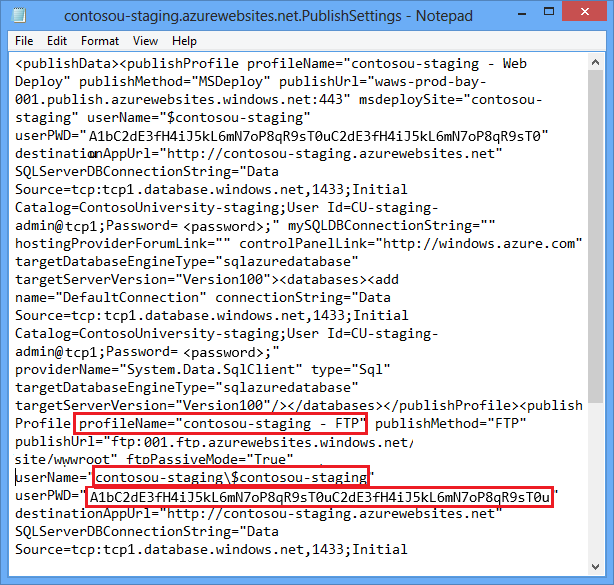 contosou-staging.azurewebsites.net.PublishSettings - Notepad
File Edit Format View Help
<publishData><publishProfile profileName="contosou-staging - Web
Deploy" publishMethod="MSDeploy" publishUrl="waws-prod-bay-
001.publish.azurewebsites.windows.net:443" msdeploySite="contosou-
staging" userName="$contosou-staging"
userPWD="A1bC2dE3fH4iJ5kL6mN7oP8qR9sT0uC2dE3fH4iJ5kL6mN7oP8qR9sT0"
destinationAppUrl="http://contosou-staging.azurewebsites.net"
SQLServerDBConnectionString="Data
Source=tcp:tcp1.database.windows.net,1433;Initial
Catalog=ContosoUniversity-staging;User Id=CU-staging-
admin@tcp1;Password= <password>;" mySQLDBConnectionString=""
hostingProviderForumLink="" controlPanelLink="http://windows.azure.com"
targetDatabaseEngineType="sqlazuredatabase"
targetServerVersion="Version100"><databases><add
name="DefaultConnection" connectionString="Data
Source=tcp:tcp1.database.windows.net,1433;Initial
Catalog=ContosoUniversity-staging;User Id=CU-staging-
admin@tcp1;Password= <password>;"
providerName="System.Data.SqlClient" type="Sql"
targetDatabaseEngineType="sqlazuredatabase"
targetServerVersion="Version100"/></databases></publishProfile><publish
Profile profileName="contosou-staging - FTP" publishMethod="FTP"
publishUrl="ftp:001.ftp.azurewebsites.windows.net/
site/wwwroot" ftpPassiveMode="True"
userName="contosou-staging\$contosou-staging"
userPWD="A1bC2dE3fH4iJ5kL6mN7oP8qR9sT0uC2dE3fH4iJ5kL6mN7oP8qR9sT0u"
destinationAppUrl="http://contosou-staging.azurewebsites.net"
SQLServerDBConnectionString="Data
Source=tcp:tcp1.database.windows.net,1433;Initial